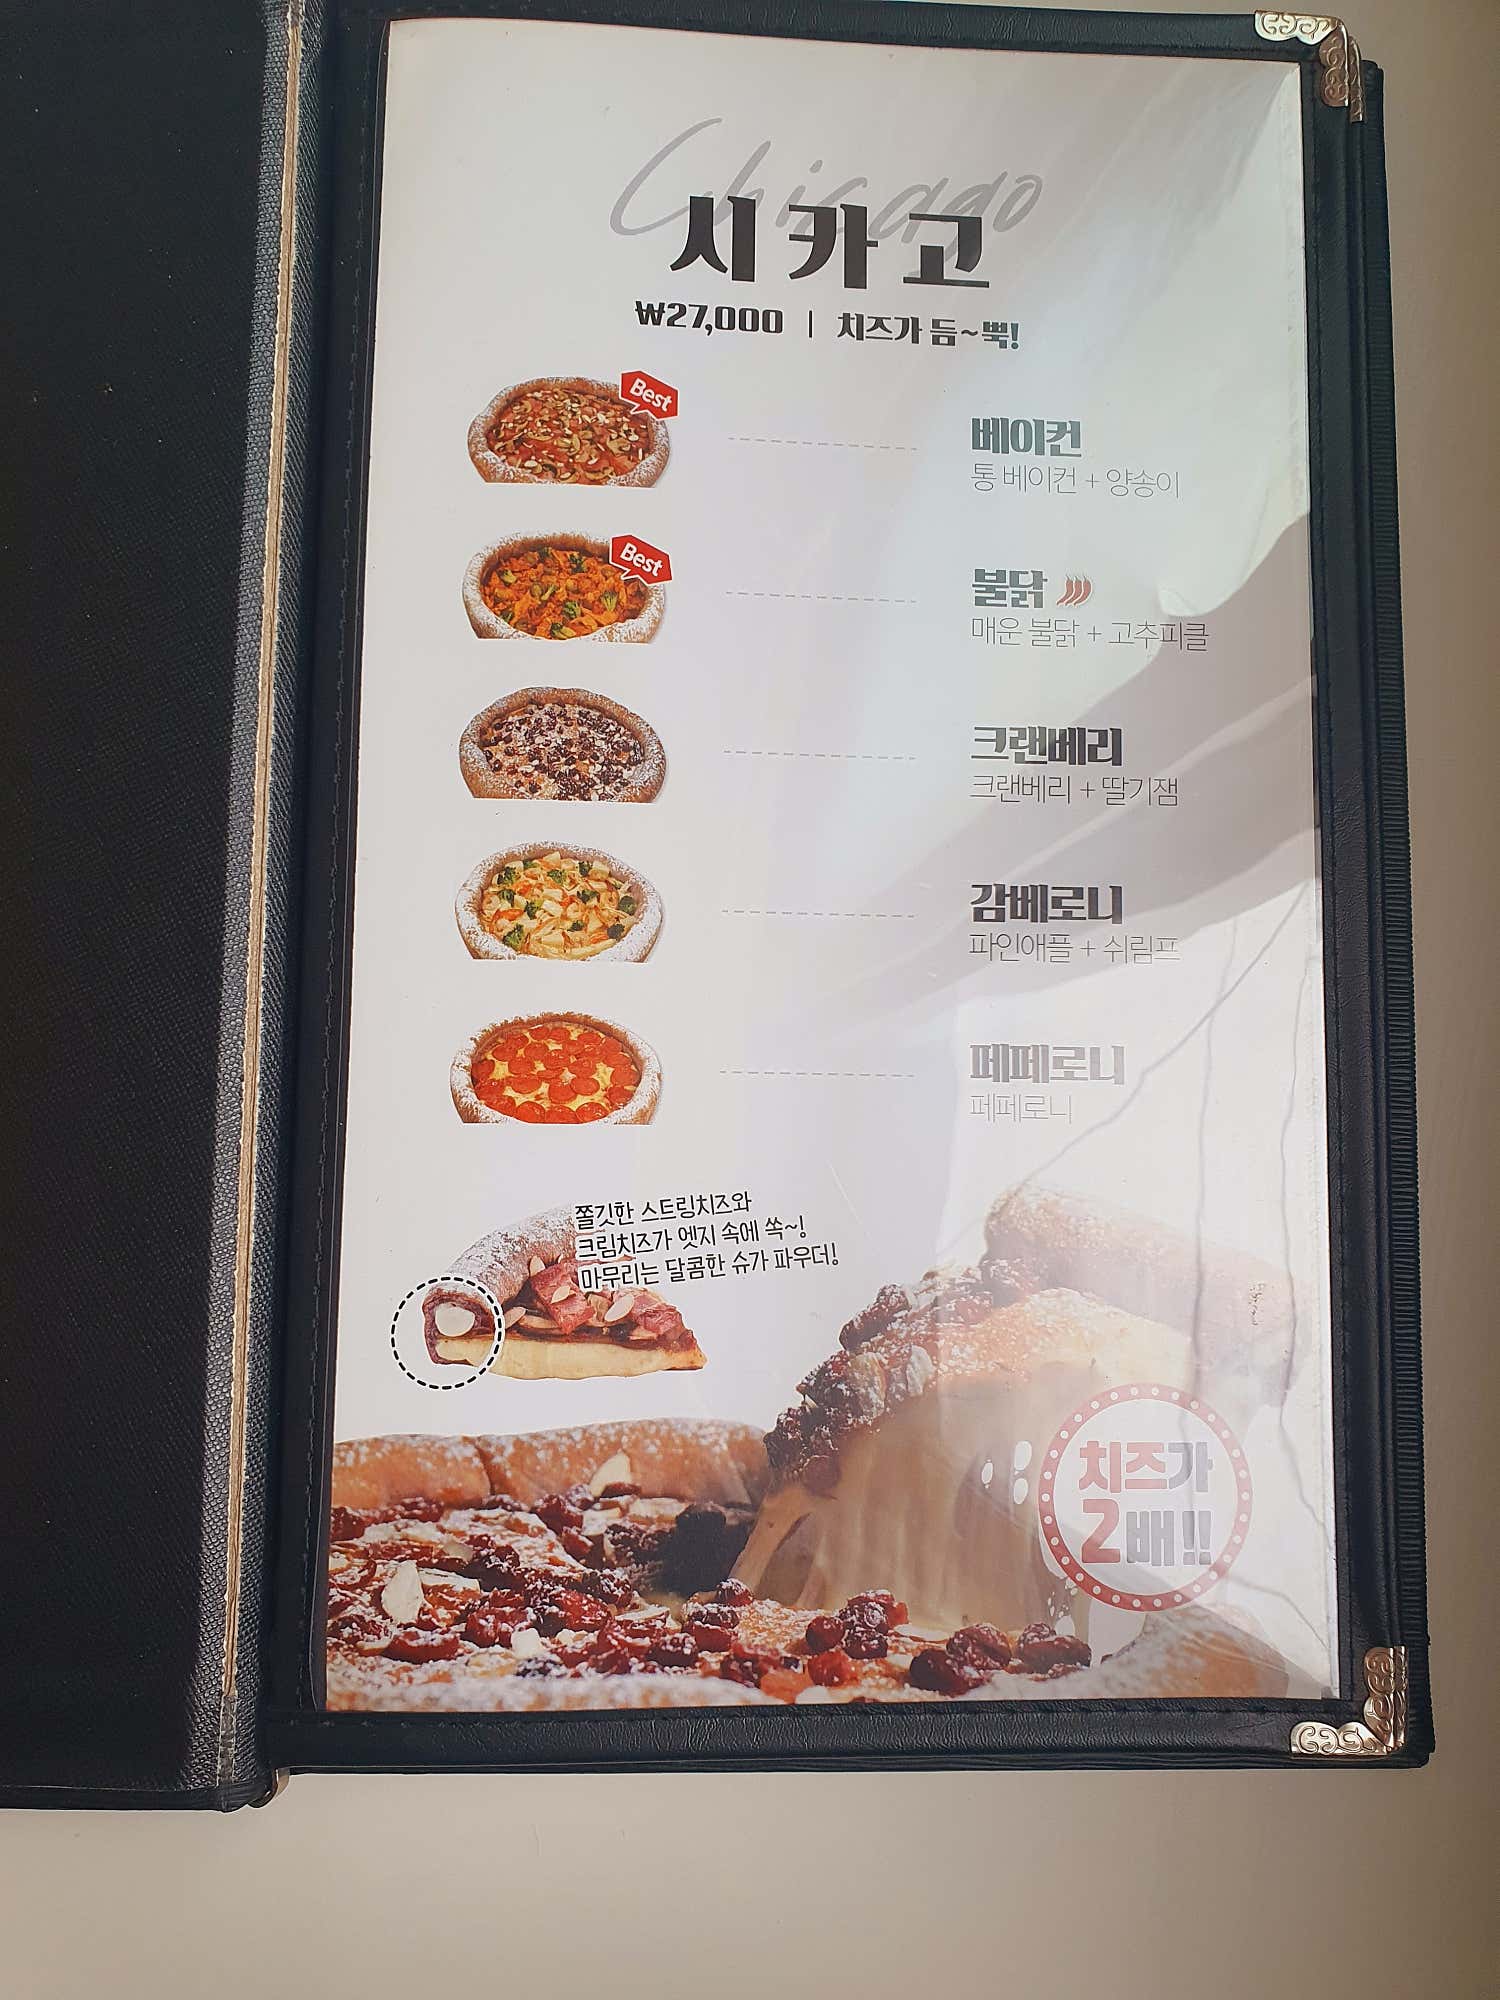 Chicago
시카고
₩27,000 | 치즈가 듬~뿍!
Best
베이컨
통 베이컨 + 양송이
Best
불닭
매운 불닭 + 고추피클
크랜베리
크랜베리 + 딸기잼
감베로니
파인애플 + 쉬림프
페페로니
페페로니
쫄깃한 스트링치즈와
크림치즈가 엣지 속에 쏙~!
마무리는 달콤한 슈가 파우더!
치즈가
2배!!